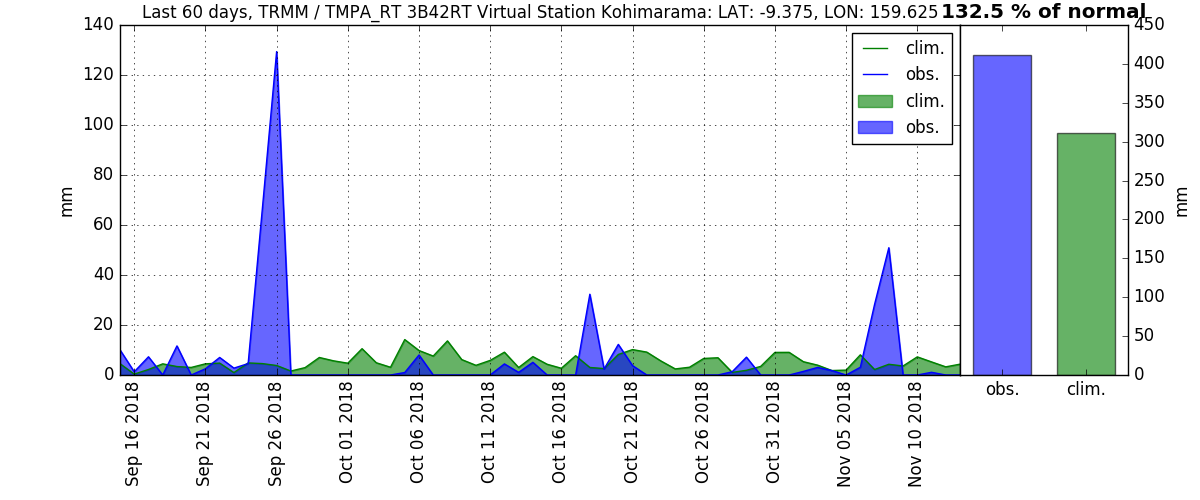 Last 60 days, TRMM / TMPA_RT 3B42RT Virtual Station Kohimarama: LAT: -9.375, LON: 159.625
132.5 % of normal
140
120
100
80
60
40
20
0
mm
clim.
obs.
clim.
obs.
Sep 16 2018
Sep 21 2018
Sep 26 2018
Oct 01 2018
Oct 06 2018
Oct 11 2018
Oct 16 2018
Oct 21 2018
Oct 26 2018
Oct 31 2018
Nov 05 2018
Nov 10 2018
450
400
350
300
250
200
150
100
50
0
mm
obs.
clim.